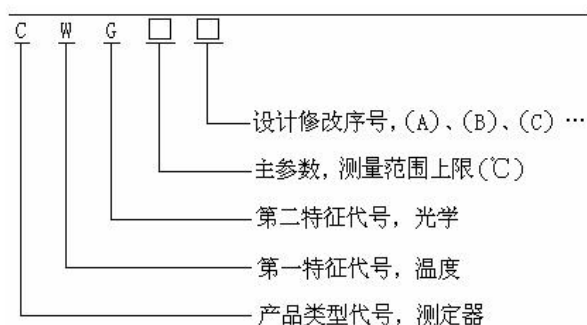 C W G □ □
设计修改序号, (A)、(B)、(C) …
主参数, 测量范围上限(℃)
第二特征代号, 光学
第一特征代号, 温度
产品类型代号, 测定器